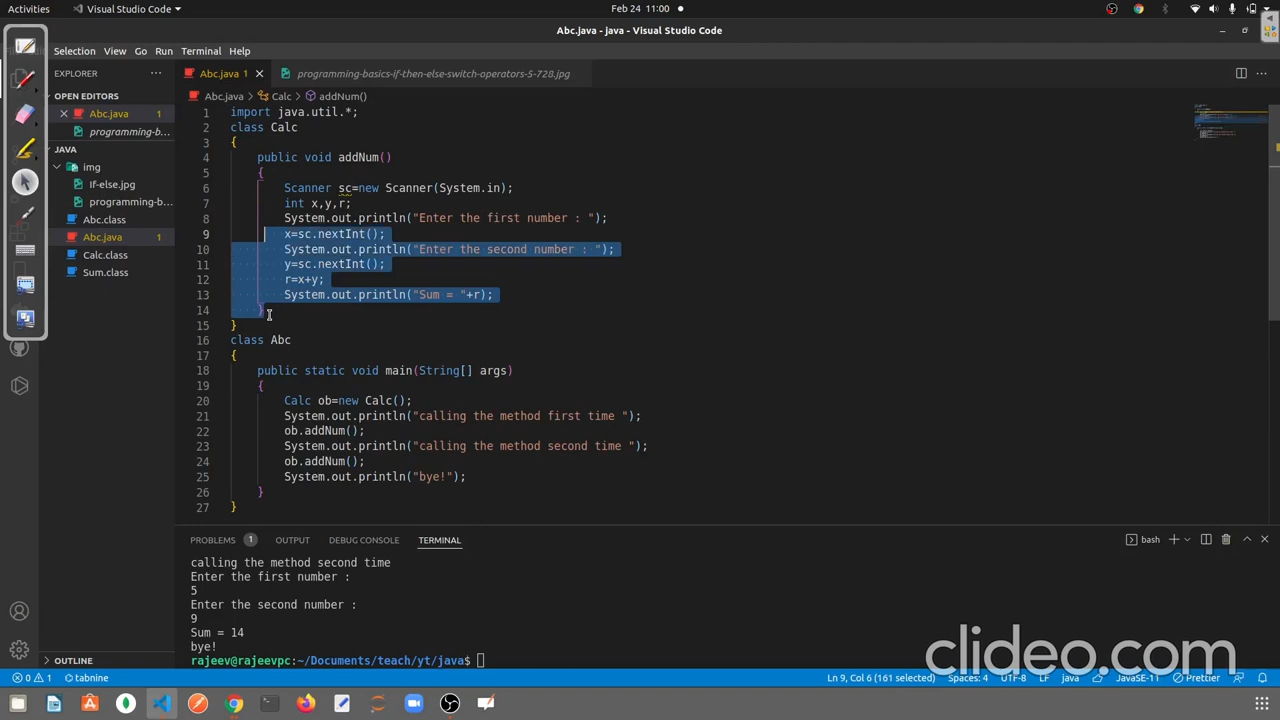 Activities
Visual Studio Code
Feb 24 11:00
Abc.java - java - Visual Studio Code
Selection View Go Run Terminal Help
EXPLORER
OPEN EDITORS
Abc.java 1
programming-b...
JAVA
img
If-else.jpg
programming-b...
Abc.class
Abc.java 1
Calc.class
Sum.class
OUTLINE
Abc.java 1
programming-basics-if-then-else-switch-operators-5-728.jpg
Abc.java > Calc > addNum()
1 import java.util.*;
2 class Calc
3 {
4 public void addNum()
5 {
6 Scanner sc=new Scanner(System.in);
7 int x,y,r;
8 System.out.println("Enter the first number : ");
9 x=sc.nextInt();
10 System.out.println("Enter the second number : ");
11 y=sc.nextInt();
12 r=x+y;
13 System.out.println("Sum = "+r);
14 }
15 }
16 class Abc
17 {
18 public static void main(String[] args)
19 {
20 Calc ob=new Calc();
21 System.out.println("calling the method first time ");
22 ob.addNum();
23 System.out.println("calling the method second time ");
24 ob.addNum();
25 System.out.println("bye!");
26 }
27 }
PROBLEMS 1 OUTPUT DEBUG CONSOLE TERMINAL
bash
calling the method second time
Enter the first number :
5
Enter the second number :
9
Sum = 14
bye!
rajeev@rajeevpc:~/Documents/teach/yt/java$
clideo.com
0 1 tabnine
Ln 9, Col 6 (161 selected) Spaces: 4 UTF-8 LF java JavaSE-11 Prettier